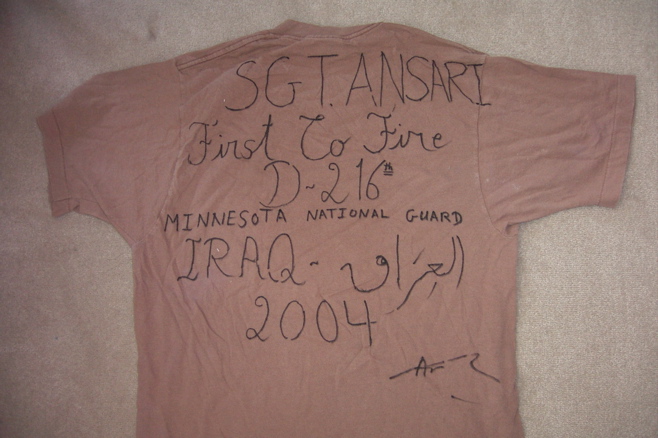 SGT. ANSARI
First To Fire
D-216th
MINNESOTA NATIONAL GUARD
IRAQ - العراق
2004